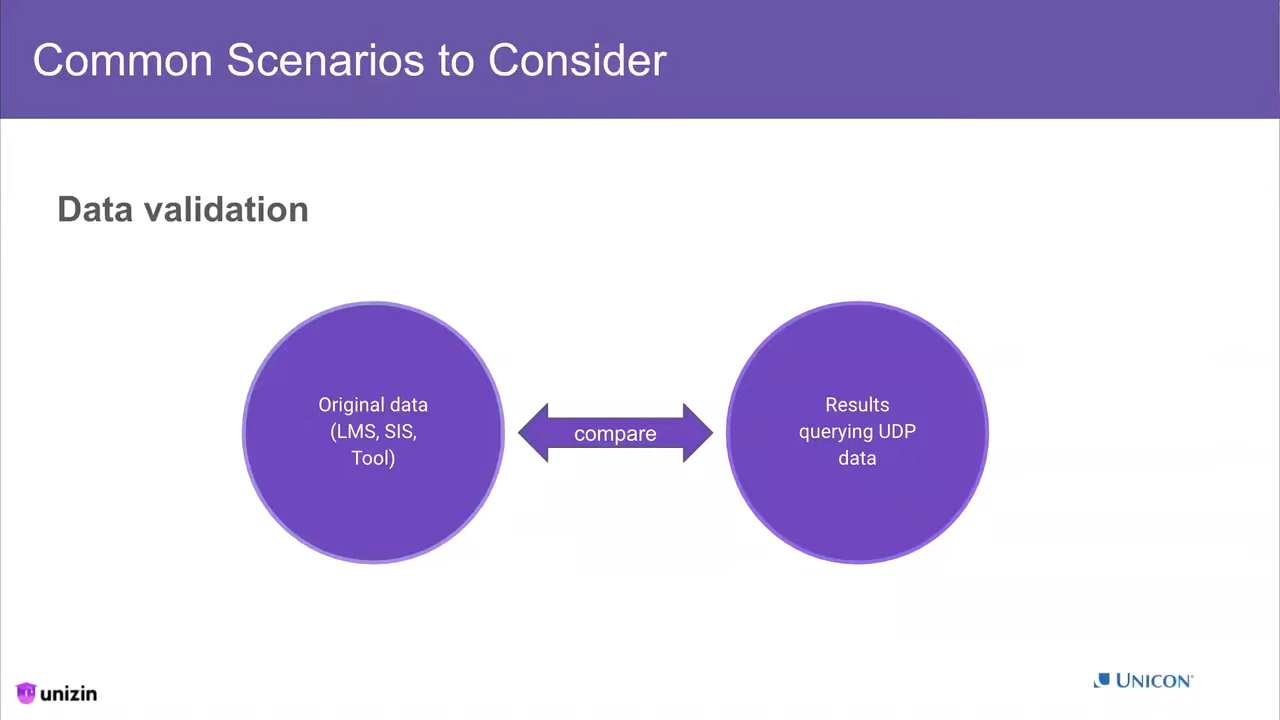 Common Scenarios to Consider
Data validation
Original data
(LMS, SIS,
Tool)
compare
Results
querying UDP
data
unizin
UNICON